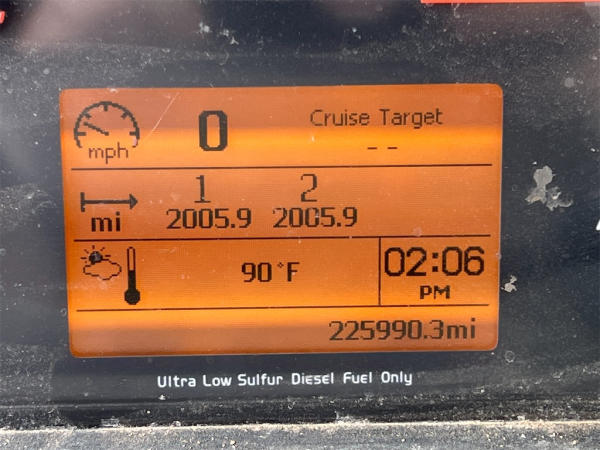 0 Cruise Target
mph --
1 2
mi 2005.9 2005.9
90°F 02:06
PM
225990.3mi
Ultra Low Sulfur Diesel Fuel Only